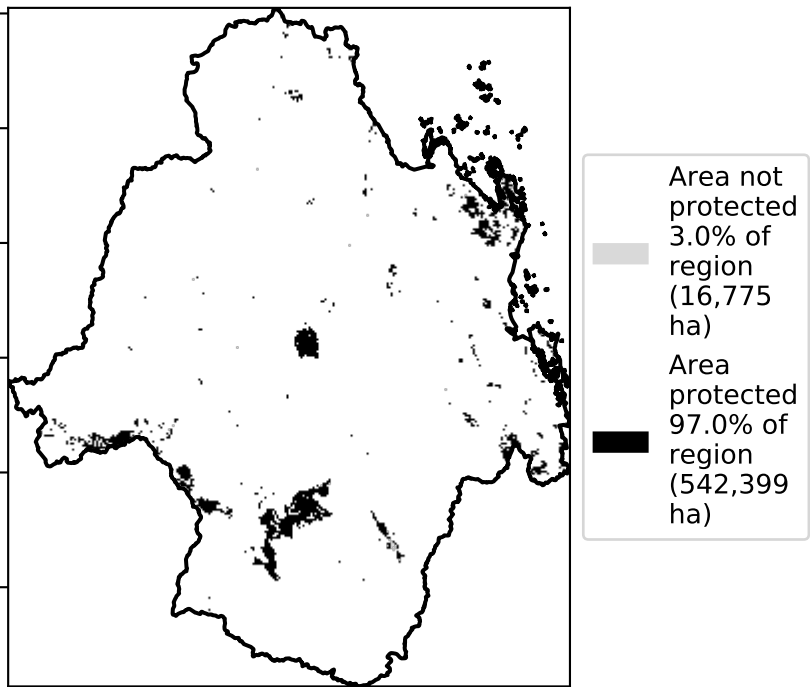 Area not
protected
3.0% of
region
(16,775
ha)
Area
protected
97.0% of
region
(542,399
ha)